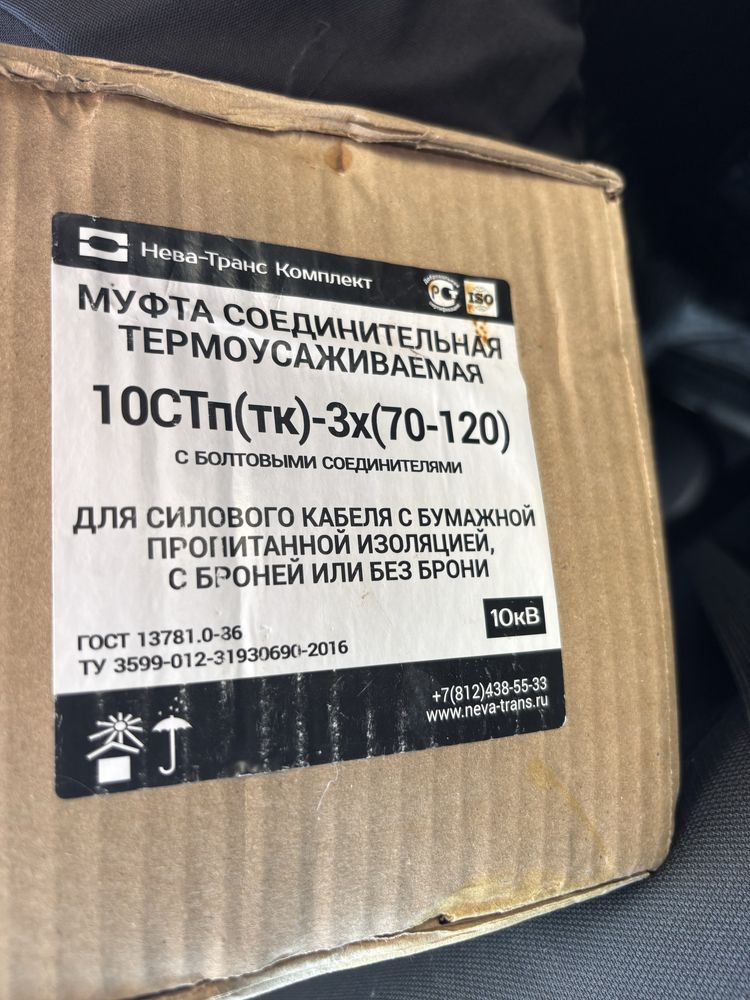 Нева-Транс Комплект
ISO
МУФТА СОЕДИНИТЕЛЬНАЯ
ТЕРМОУСАЖИВАЕМАЯ
10СТп(тк)-3х(70-120)
С БОЛТОВЫМИ СОЕДИНИТЕЛЯМИ
ДЛЯ СИЛОВОГО КАБЕЛЯ С БУМАЖНОЙ
ПРОПИТАННОЙ ИЗОЛЯЦИЕЙ,
С БРОНЕЙ ИЛИ БЕЗ БРОНИ
10кВ
ГОСТ 13781.0-86
ТУ 3599-012-31930690-2016
+7(812)438-55-33
www.neva-trans.ru